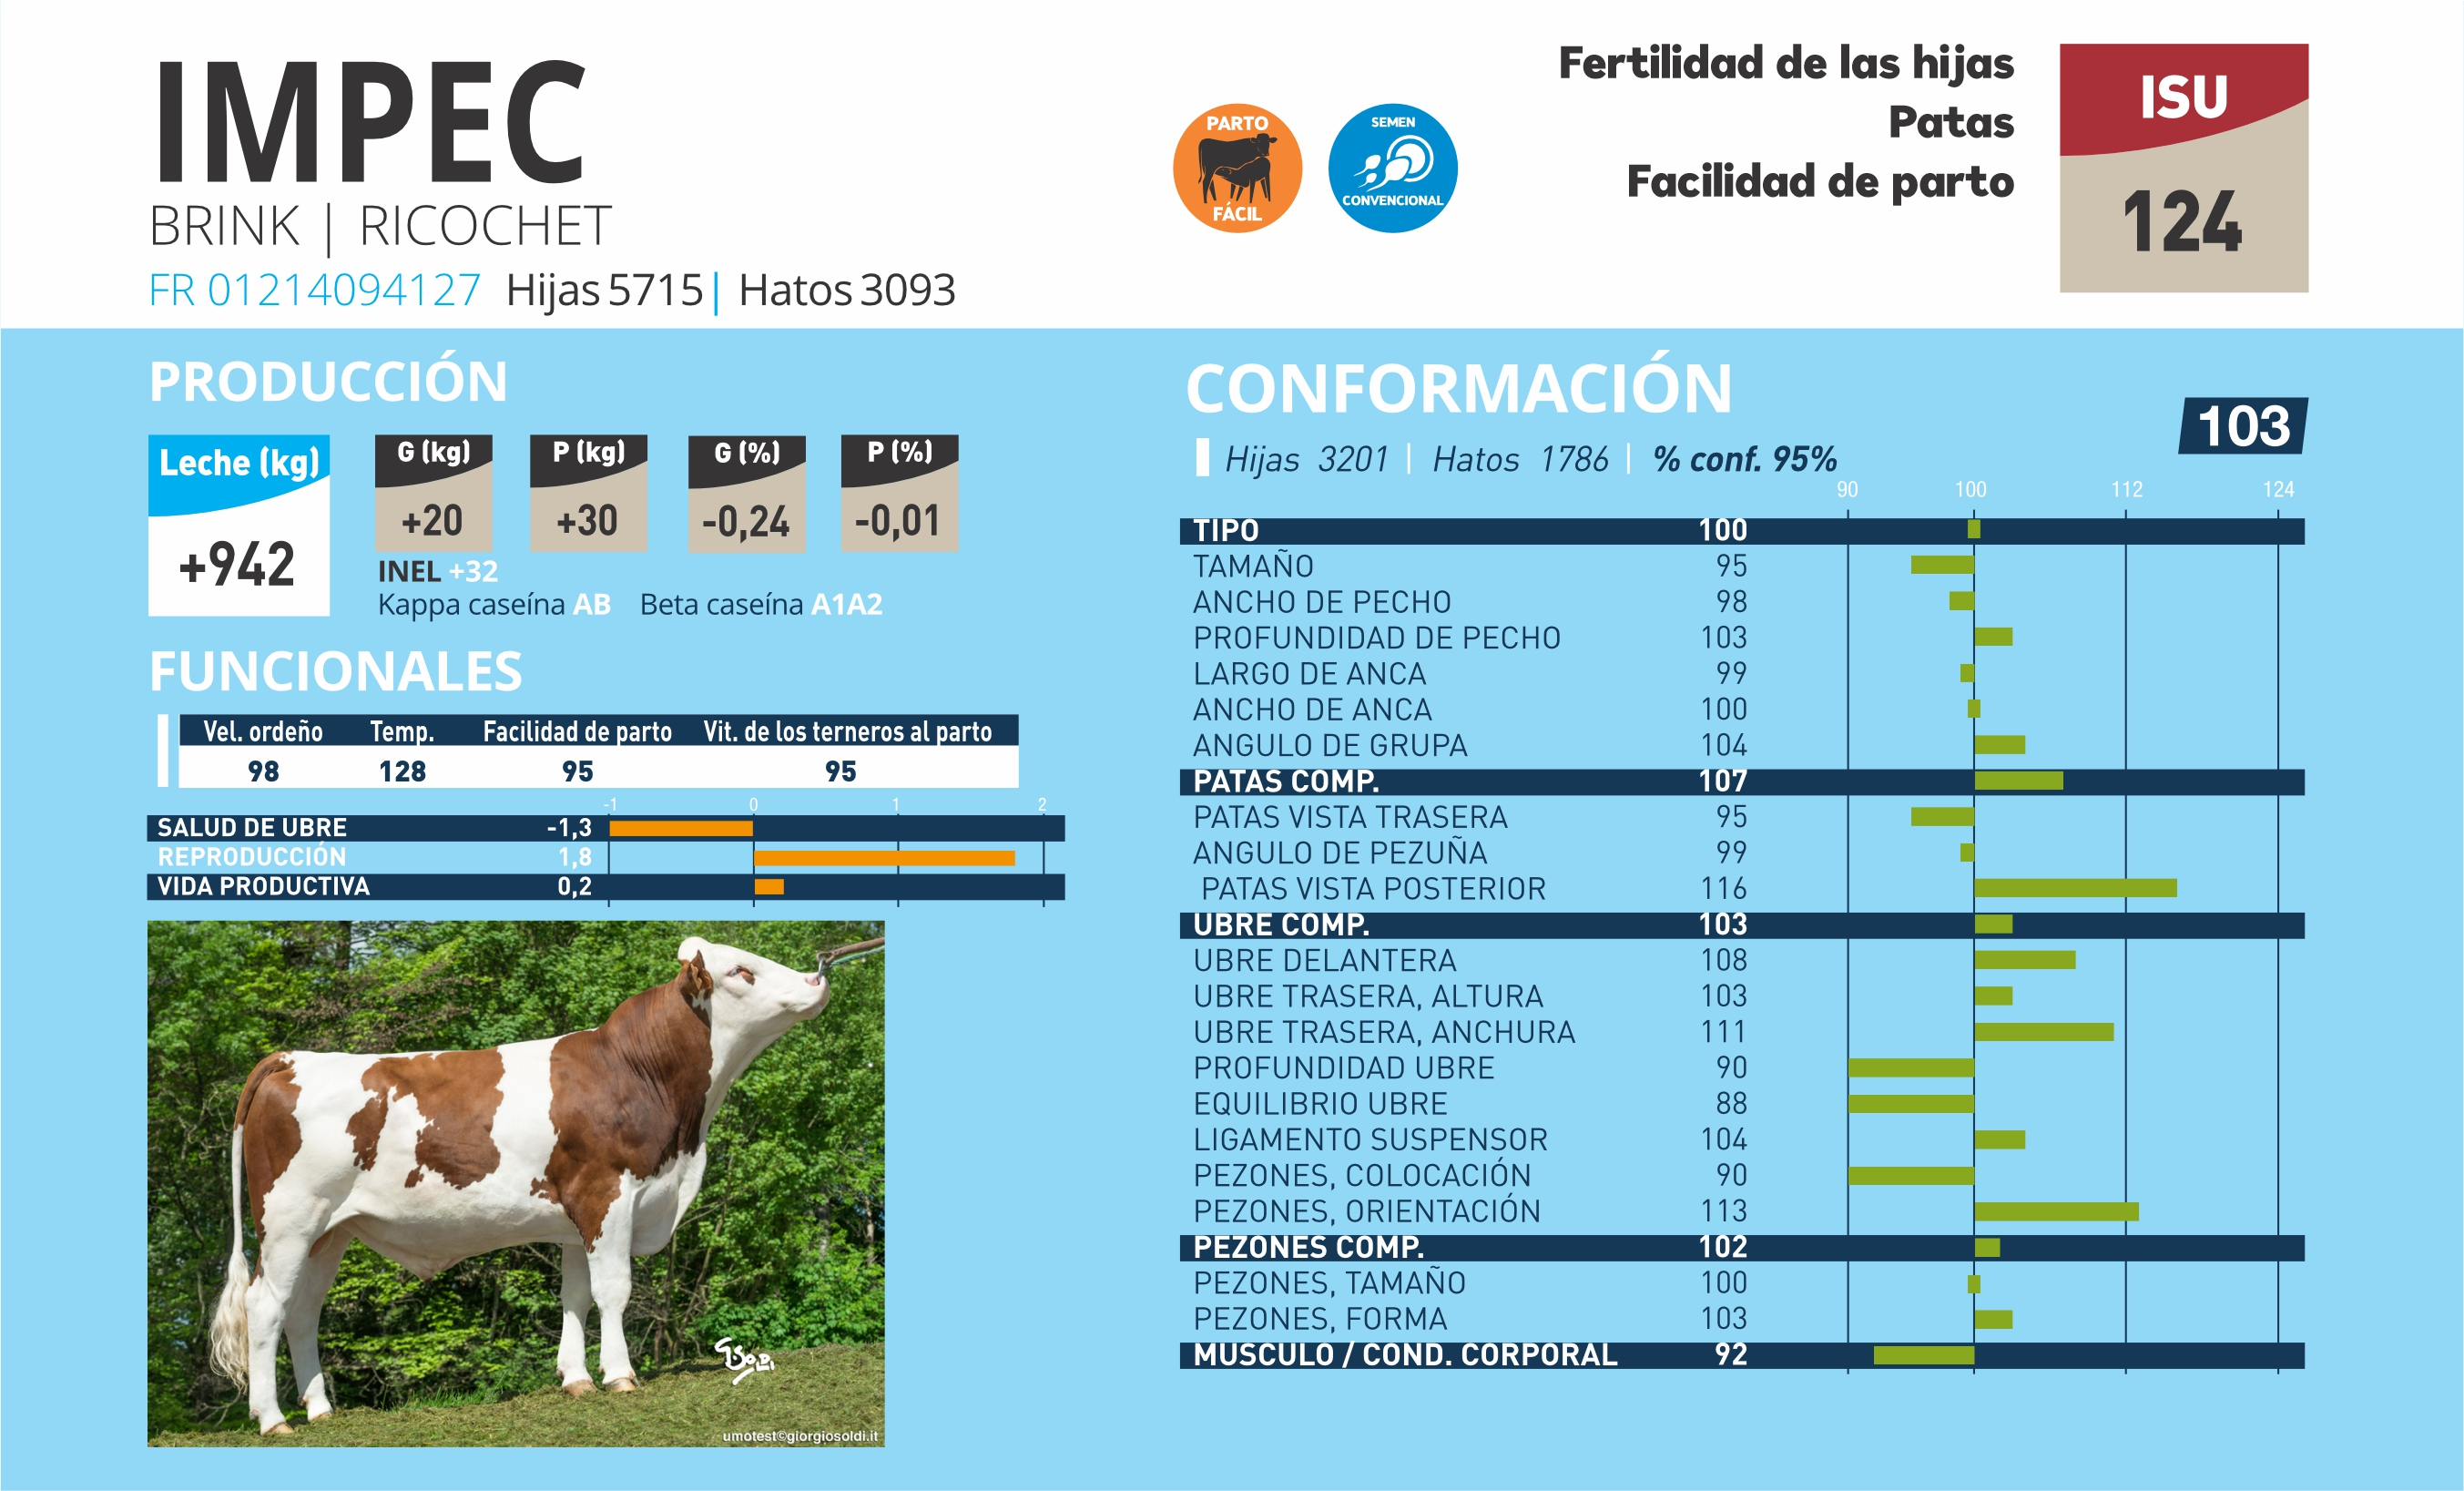 IMPEC
BRINK | RICOCHET
FR 01214094127 Hijas 5715 | Hatos 3093
PARTO
FÁCIL
SEMEN
CONVENCIONAL
Fertilidad de las hijas
Patas
Facilidad de parto
ISU
124
PRODUCCIÓN
Leche (kg)
+942
G (kg) P (kg) G (%) P (%)
+20 +30 -0,24 -0,01
INEL +32
Kappa caseína AB Beta caseína A1A2
FUNCIONALES
Vel. ordeño Temp. Facilidad de parto Vit. de los terneros al parto
98 128 95 95
-1 0 1 2
SALUD DE UBRE -1,3
REPRODUCCIÓN 1,8
VIDA PRODUCTIVA 0,2
umotest©giorgiosoldi.it
CONFORMACIÓN
103
Hijas 3201 | Hatos 1786 | % conf. 95%
90 100 112 124
TIPO 100
TAMAÑO 95
ANCHO DE PECHO 98
PROFUNDIDAD DE PECHO 103
LARGO DE ANCA 99
ANCHO DE ANCA 100
ANGULO DE GRUPA 104
PATAS COMP. 107
PATAS VISTA TRASERA 95
ANGULO DE PEZUÑA 99
PATAS VISTA POSTERIOR 116
UBRE COMP. 103
UBRE DELANTERA 108
UBRE TRASERA, ALTURA 103
UBRE TRASERA, ANCHURA 111
PROFUNDIDAD UBRE 90
EQUILIBRIO UBRE 88
LIGAMENTO SUSPENSOR 104
PEZONES, COLOCACIÓN 90
PEZONES, ORIENTACIÓN 113
PEZONES COMP. 102
PEZONES, TAMAÑO 100
PEZONES, FORMA 103
MUSCULO / COND. CORPORAL 92